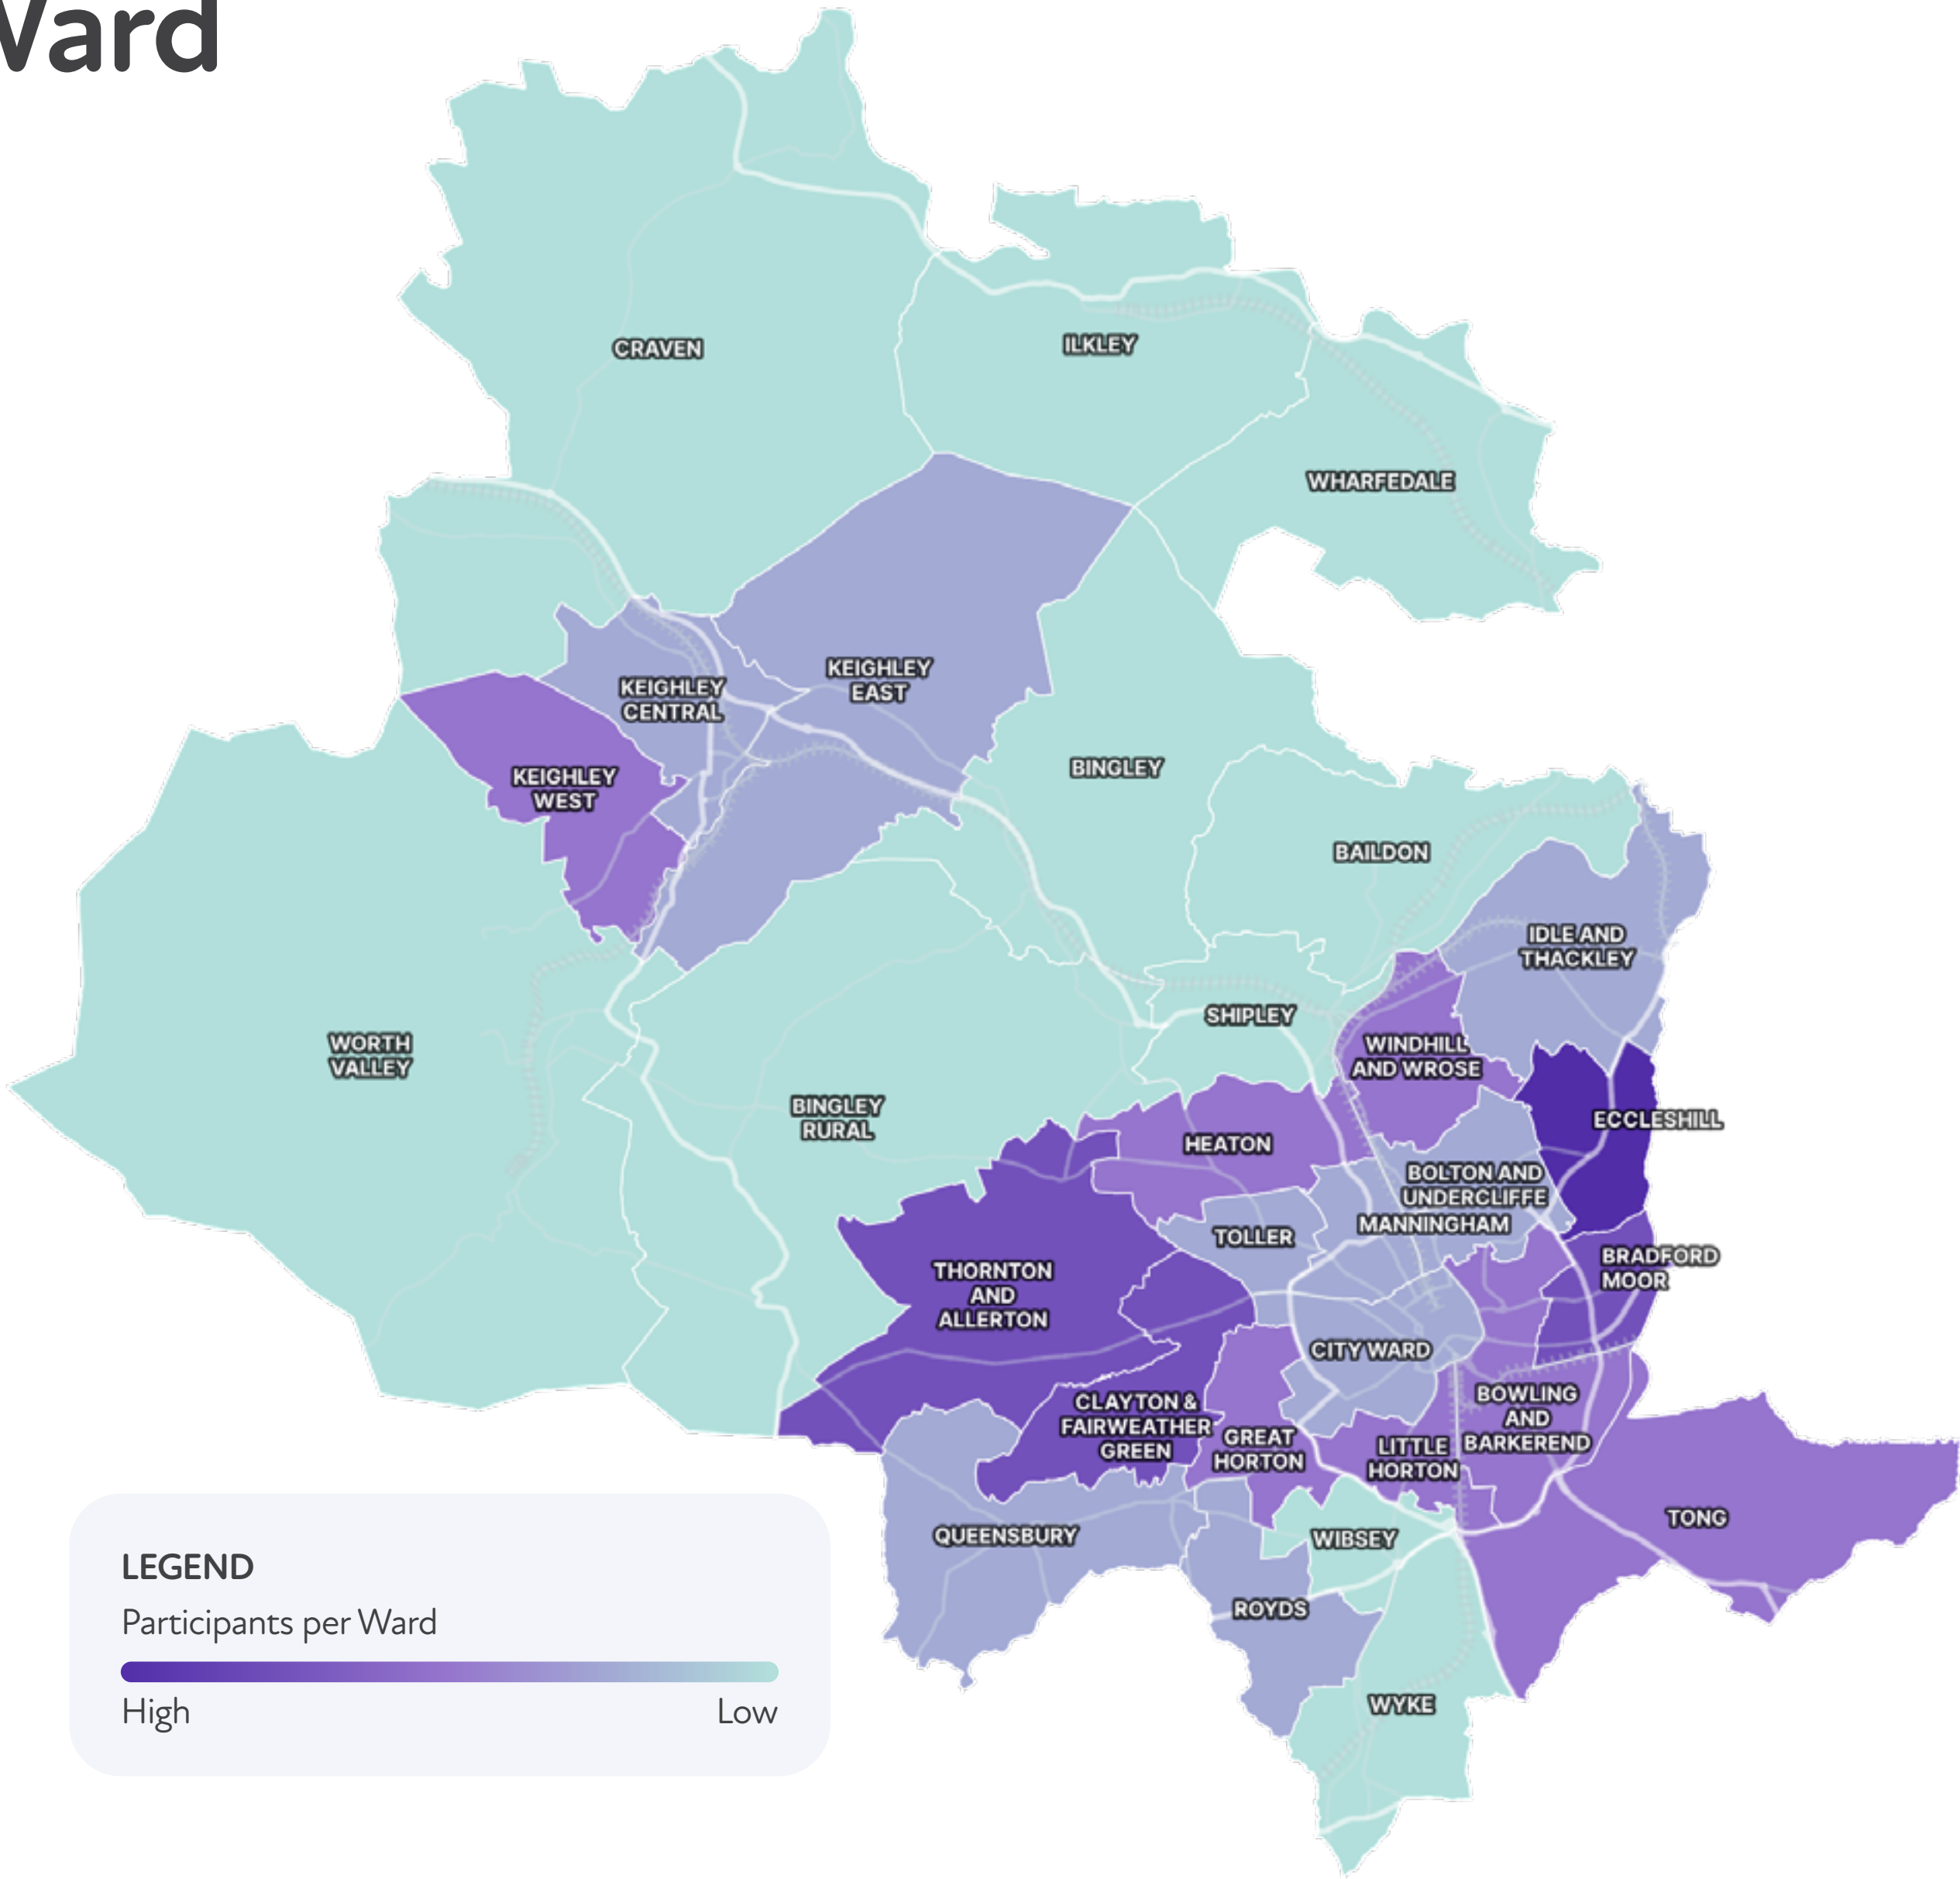 Ward
CRAVEN
ILKLEY
WHARFEDALE
KEIGHLEY
EAST
KEIGHLEY
CENTRAL
KEIGHLEY
WEST
BINGLEY
BAILDON
IDLE AND
THACKLEY
SHIPLEY
WORTH
VALLEY
WINDHILL
AND WROSE
BINGLEY
RURAL
ECCLESHILL
HEATON
BOLTON AND
UNDERCLIFFE
MANNINGHAM
TOLLER
BRADFORD
MOOR
THORNTON
AND
ALLERTON
CITY WARD
CLAYTON &
FAIRWEATHER
GREEN
BOWLING
AND
BARKEREND
GREAT
HORTON
LITTLE
HORTON
TONG
QUEENSBURY
WIBSEY
ROYDS
WYKE
LEGEND
Participants per Ward
High
Low